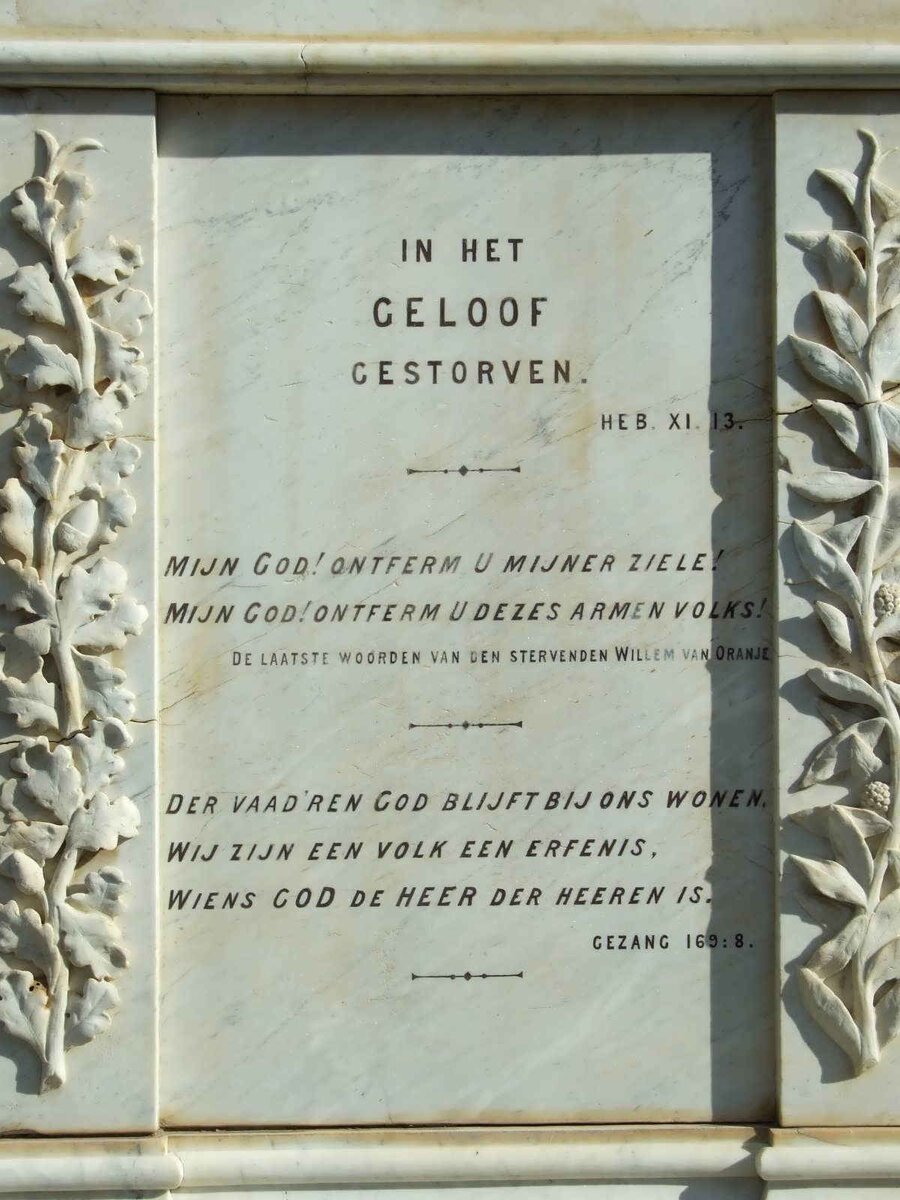 IN HET
GELOOF
GESTORVEN.
HEB. XI. 13.
MIJN GOD! ONTFERM U MIJNER ZIELE!
MIJN GOD! ONTFERM U DEZES ARMEN VOLKS!
DE LAATSTE WOORDEN VAN DEN STERVENDEN WILLEM VAN ORANJE
DER VAAD'REN GOD BLIJFT BIJ ONS WONEN.
WIJ ZIJN EEN VOLK EEN ERFENIS,
WIENS GOD DE HEER DER HEEREN IS.
GEZANG 169:8.